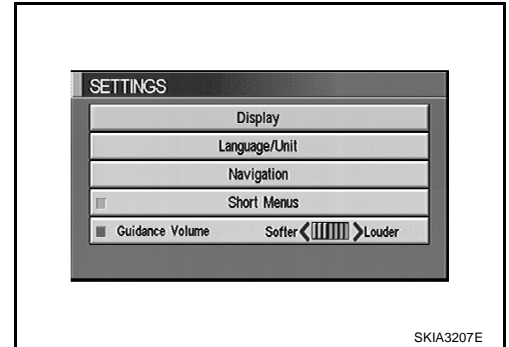 SETTINGS
Display
Language/Unit
Navigation
Short Menus
Guidance Volume Softer Louder
SKIA3207E